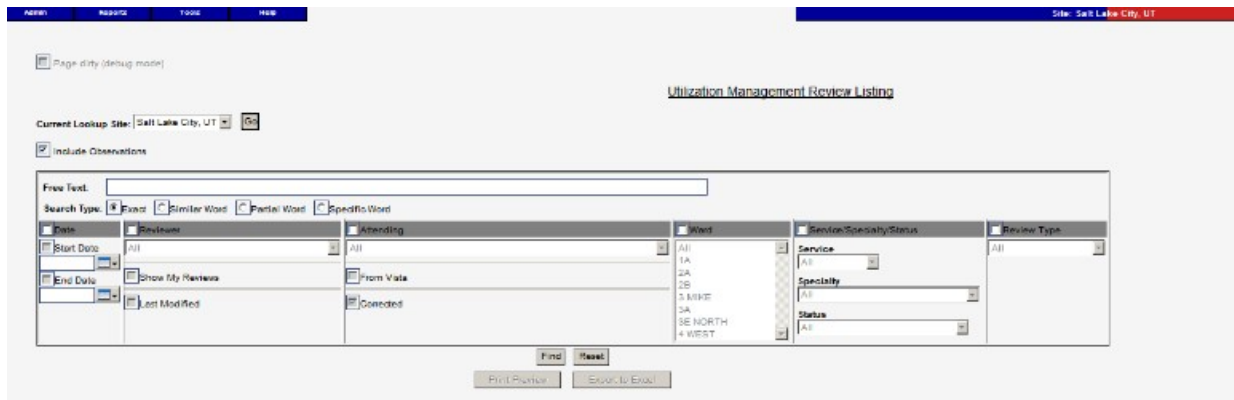 Admin Reports Tools Help Site: Salt Lake City, UT
Page dirty (debug mode)
Utilization Management Review Listing
Current Lookup Site: Salt Lake City, UT Go
Include Observations
Free Text:
Search Type: Exact Similar Word Partial Word Specific Word
Date Reviewer Attending Ward Service/Specialty/Status Review Type
Start Date All All All Service All
1A All
End Date Show My Reviews From Vista 2A
2B Specialty
Last Modified Corrected 3 MIKE All
3A Status
3E NORTH All
4 WEST
Find Reset
Print Preview Export to Excel